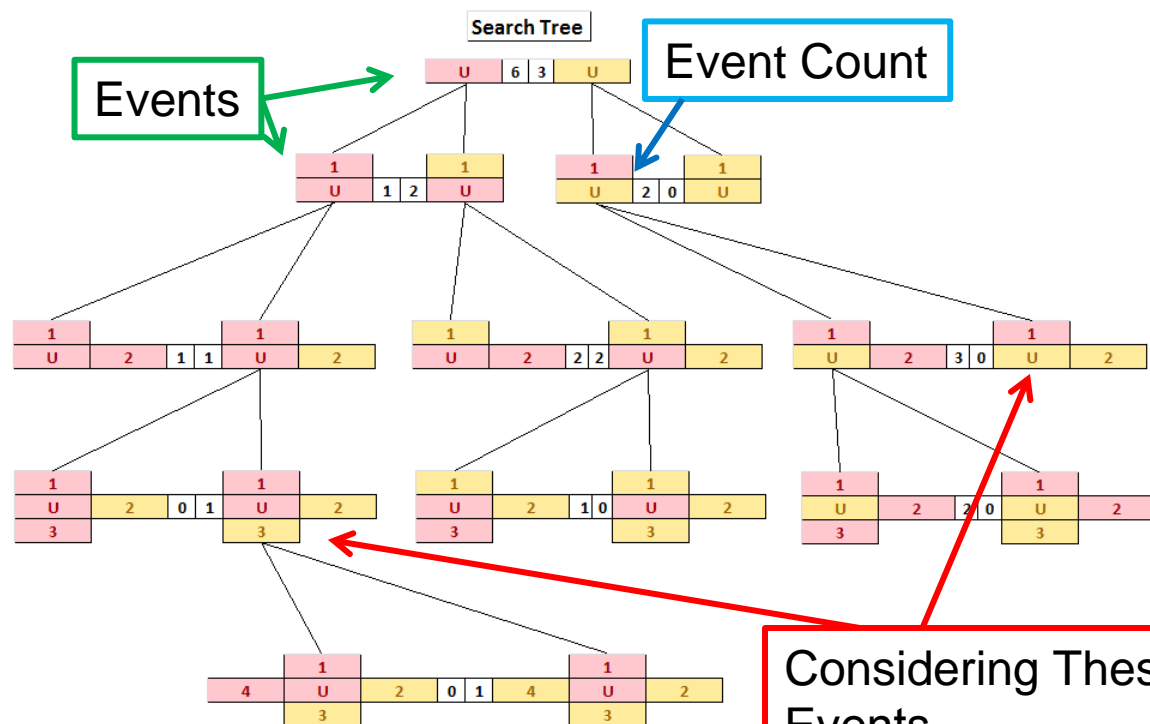 Search Tree
U 6 3 U
Event Count
Events
1 1 1 1
U 1 2 U U 2 0 U
1 1 1 1 1 1
U 2 1 1 U 2 U 2 2 2 U 2 U 2 3 0 U 2
1 1 1 1 1 1
U 2 0 1 U 2 U 2 1 0 U 2 U 2 2 0 U 2
3 3 3 3 3 3
1 1
4 U 2 0 1 4 U 2
3 3
Considering Thes
Events